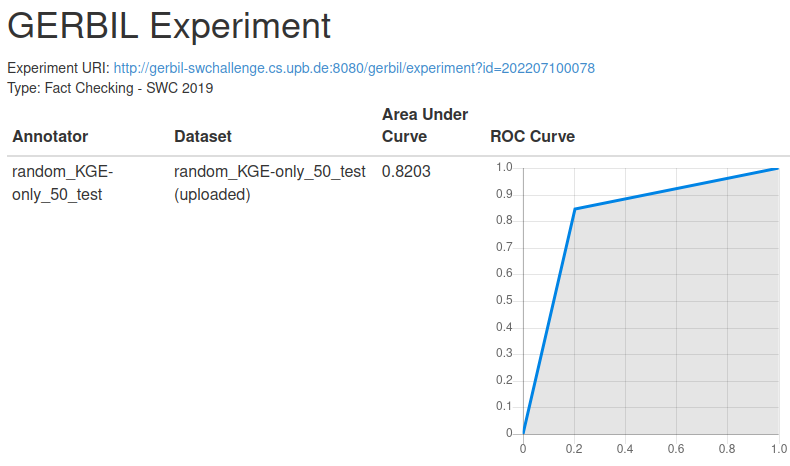 GERBIL Experiment
Experiment URI: http://gerbil-swchallenge.cs.upb.de:8080/gerbil/experiment?id=202207100078
Type: Fact Checking - SWC 2019
Annotator
Dataset
Area Under
Curve
ROC Curve
random_KGE-
only_50_test
random_KGE-only_50_test
(uploaded)
0.8203
1.0
0.9
0.8
0.7
0.6
0.5
0.4
0.3
0.2
0.1
0
0 0.2 0.4 0.6 0.8 1.0